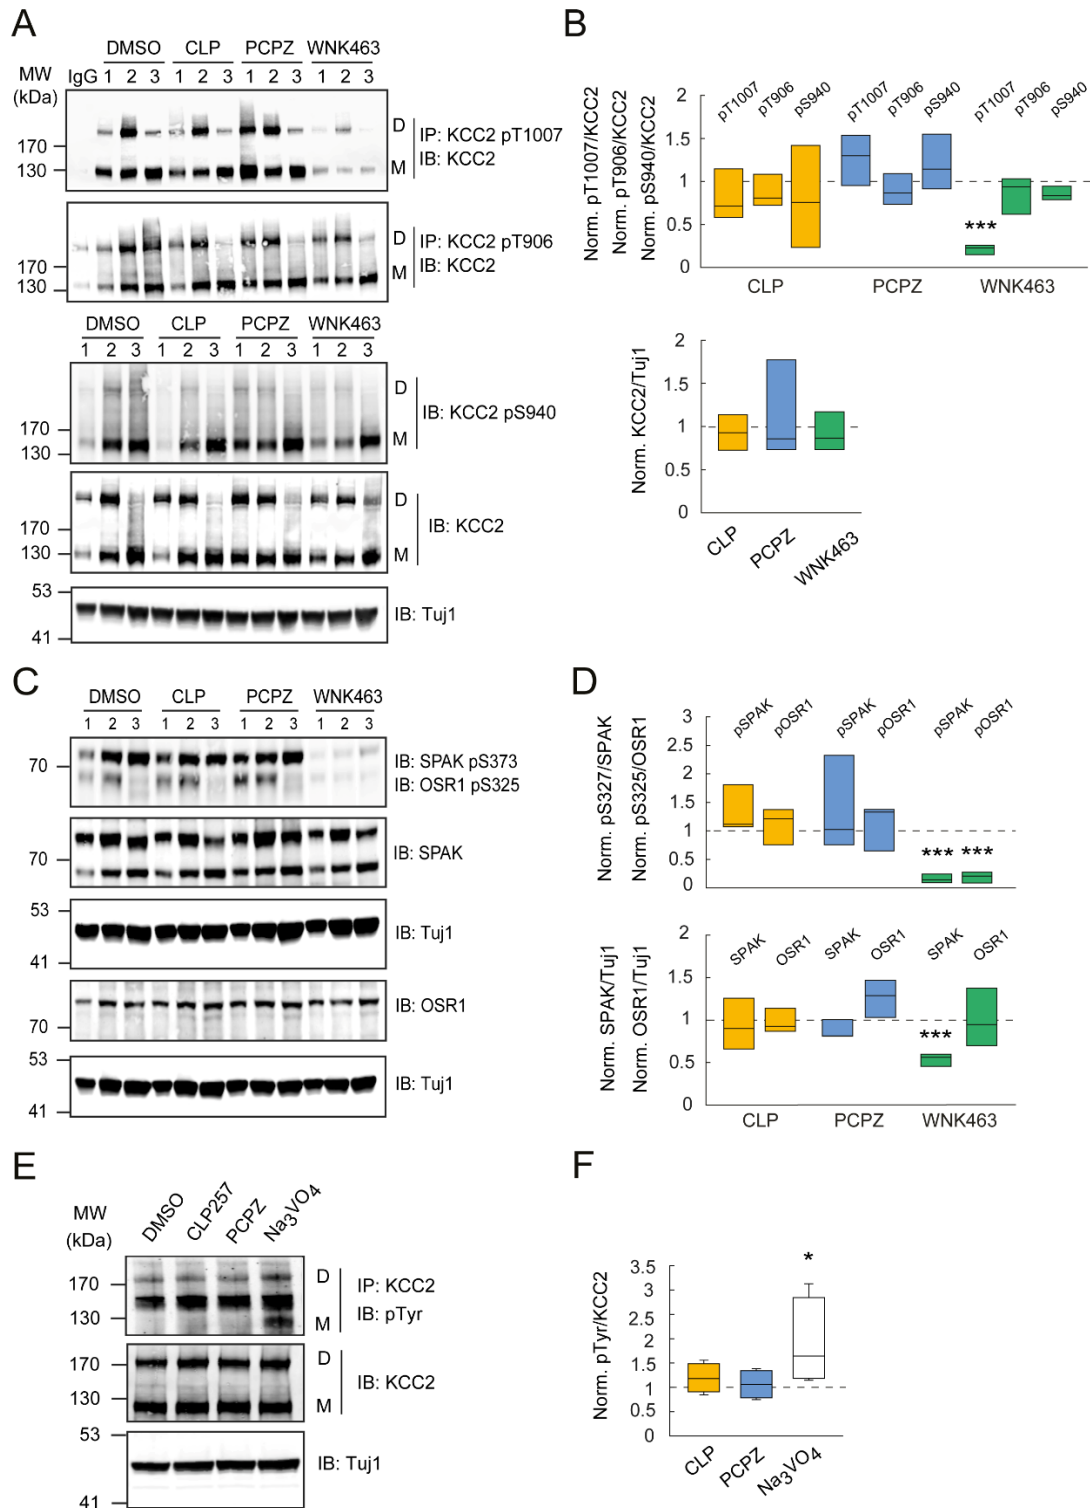 A
DMSO CLP PCPZ WNK463
MW
(kDa)
IgG 1 2 3 1 2 3 1 2 3 1 2 3
170
130
D
M
IP: KCC2 pT1007
IB: KCC2
170
130
D
M
IP: KCC2 pT906
IB: KCC2
DMSO CLP PCPZ WNK463
1 2 3 1 2 3 1 2 3 1 2 3
170
130
D
M
IB: KCC2 pS940
170
130
D
M
IB: KCC2
53
41
IB: Tuj1
B
Norm. pT1007/KCC2
Norm. pT906/KCC2
Norm. pS940/KCC2
2
1.5
1
0.5
0
pT1007 pT906 pS940 pT1007 pT906 pS940 pT1007 pT906 pS940
***
CLP PCPZ WNK463
Norm. KCC2/Tuj1
2
1.5
1
0.5
0
CLP PCPZ WNK463
C
DMSO CLP PCPZ WNK463
1 2 3 1 2 3 1 2 3 1 2 3
70
IB: SPAK pS373
IB: OSR1 pS325
70
IB: SPAK
53
41
IB: Tuj1
70
IB: OSR1
53
41
IB: Tuj1
D
Norm. pS327/SPAK
Norm. pS325/OSR1
3
2.5
2
1.5
1
0.5
0
pSPAK pOSR1 pSPAK pOSR1 pSPAK pOSR1
*** ***
Norm. SPAK/Tuj1
Norm. OSR1/Tuj1
2
1.5
1
0.5
0
SPAK OSR1 SPAK OSR1 SPAK OSR1
***
CLP PCPZ WNK463
E
MW
(kDa)
DMSO CLP257 PCPZ Na3VO4
170
130
D
M
IP: KCC2
IB: pTyr
170
130
D
M
IB: KCC2
53
41
IB: Tuj1
F
Norm. pTyr/KCC2
3.5
3
1.5
2
1.5
1
0.5
0
*
CLP PCPZ Na3VO4